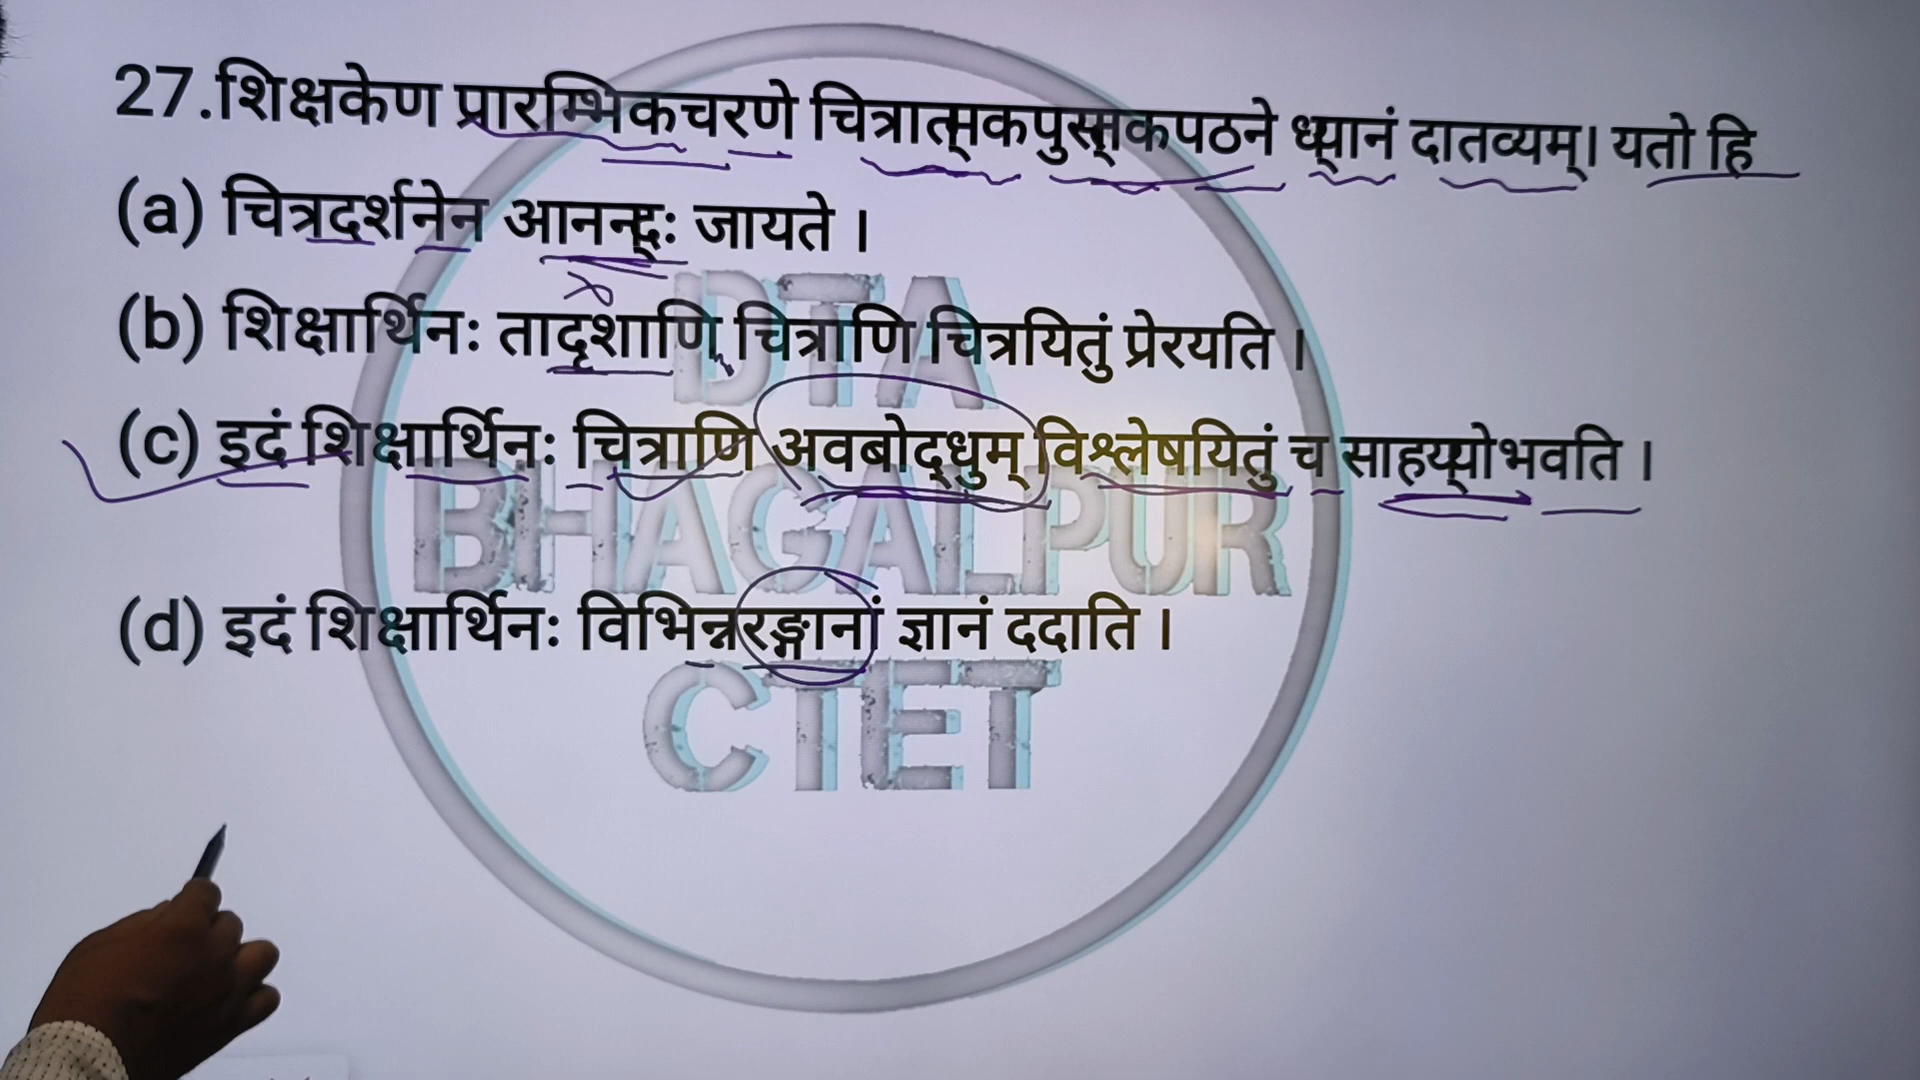 27.शिक्षकेण प्रारम्भिकचरणे चित्रात्मकपुस्तकपठने ध्यानं दातव्यम्। यतो हि
(a) चित्रदर्शनेन आनन्दः जायते ।
(b) शिक्षार्थिनः तादृशाणि चित्राणि चित्रयितुं प्रेरयति ।
DTA
(c) इदं शिक्षार्थिनः चित्राणि अवबोद्धुम् विश्लेषयितुं च साहय्योभवति ।
BHAGALPUR
(d) इदं शिक्षार्थिनः विभिन्नरङ्गानां ज्ञानं ददाति ।
CTET